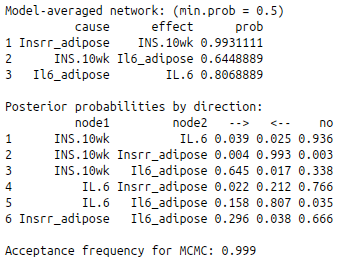 Model-averaged network: (min.prob = 0.5)
cause effect prob
1 Insrr_adipose INS.10wk 0.9931111
2 INS.10wk Il6_adipose 0.6448889
3 Il6_adipose IL.6 0.8068889
Posterior probabilities by direction:
node1 node2 --> <-- no
1 INS.10wk IL.6 0.039 0.025 0.936
2 INS.10wk Insrr_adipose 0.004 0.993 0.003
3 INS.10wk Il6_adipose 0.645 0.017 0.338
4 IL.6 Insrr_adipose 0.022 0.212 0.766
5 IL.6 Il6_adipose 0.158 0.807 0.035
6 Insrr_adipose Il6_adipose 0.296 0.038 0.666
Acceptance frequency for MCMC: 0.999